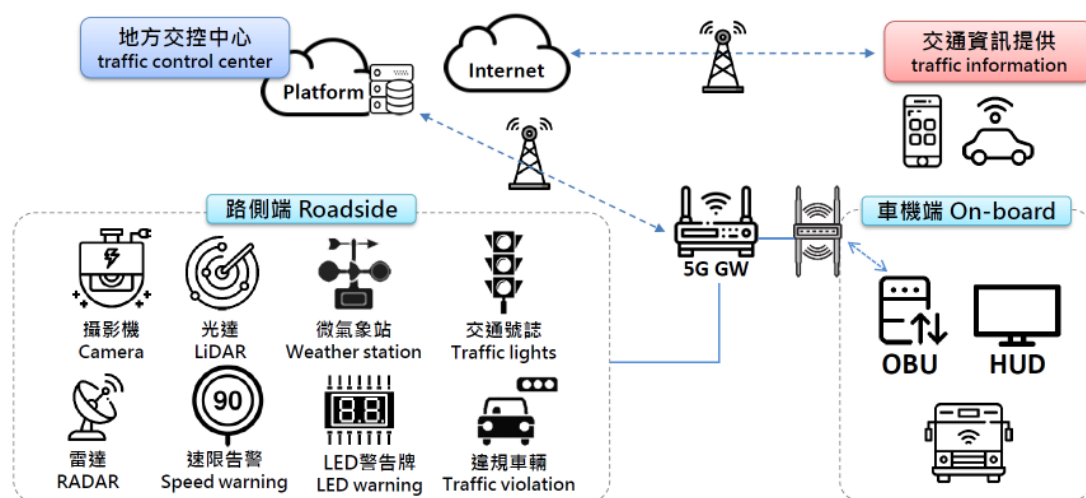 地方交控中心
traffic control center
Platform
Internet
交通資訊提供
traffic information
路側端 Roadside
攝影機
Camera
光達
LiDAR
微氣象站
Weather station
交通號誌
Traffic lights
雷達
RADAR
90
速限告警
Speed warning
88
LED警告牌
LED warning
違規車輛
Traffic violation
5G GW
車機端 On-board
OBU
HUD